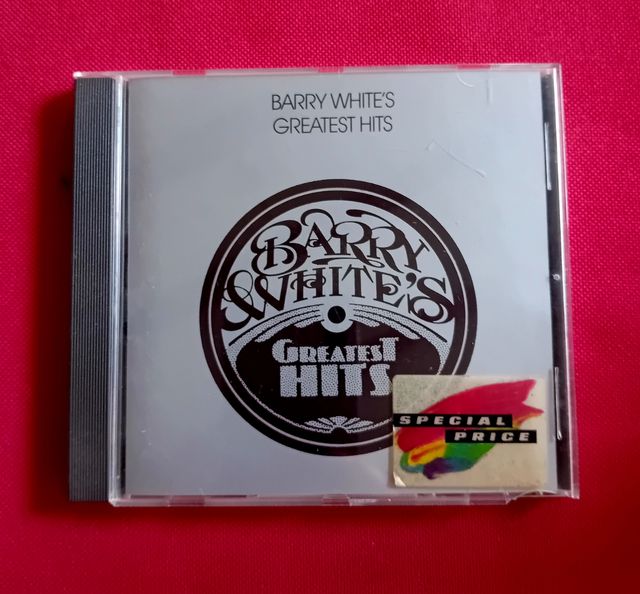 BARRY WHITE'S
GREATEST HITS
BARRY
WHITE'S
GREATEST
HITS
SPECIAL
PRICE